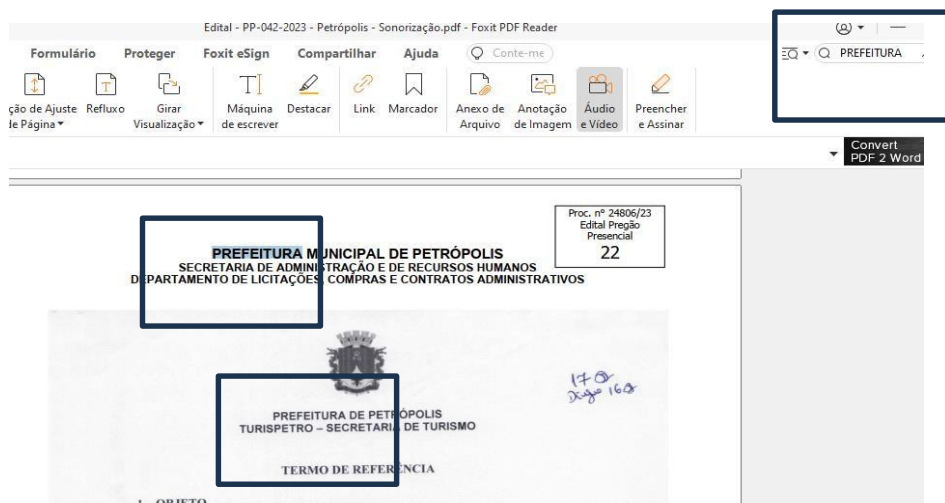 Edital - PP-042-2023 - Petrópolis - Sonorização.pdf - Foxit PDF Reader
Formulário Proteger Foxit eSign Compartilhar Ajuda Conte-me PREFEITURA
ção de Ajuste Refluxo Girar Máquina Destacar Link Marcador Anexo de Anotação Áudio Preencher
de Página Visualização de escrever Arquivo de Imagem e Vídeo e Assinar
Convert
PDF 2 Word
Proc. nº 24806/23
Edital Pregão
Presencial
22
PREFEITURA MUNICIPAL DE PETRÓPOLIS
SECRETARIA DE ADMINISTRAÇÃO E DE RECURSOS HUMANOS
DEPARTAMENTO DE LICITAÇÕES, COMPRAS E CONTRATOS ADMINISTRATIVOS
PREFEITURA DE PETRÓPOLIS
TURISPETRO – SECRETARIA DE TURISMO
TERMO DE REFERÊNCIA
OBJETO